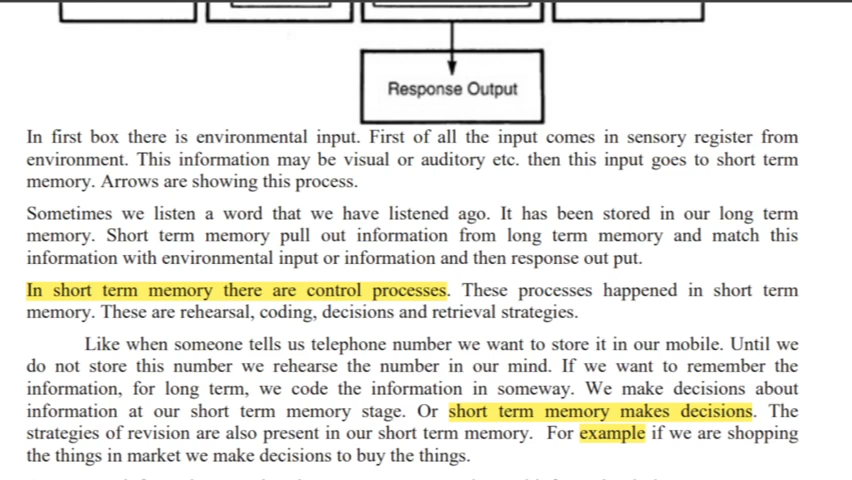 Response Output
In first box there is environmental input. First of all the input comes in sensory register from
environment. This information may be visual or auditory etc. then this input goes to short term
memory. Arrows are showing this process.
Sometimes we listen a word that we have listened ago. It has been stored in our long term
memory. Short term memory pull out information from long term memory and match this
information with environmental input or information and then response out put.
In short term memory there are control processes. These processes happened in short term
memory. These are rehearsal, coding, decisions and retrieval strategies.
Like when someone tells us telephone number we want to store it in our mobile. Until we
do not store this number we rehearse the number in our mind. If we want to remember the
information, for long term, we code the information in someway. We make decisions about
information at our short term memory stage. Or short term memory makes decisions. The
strategies of revision are also present in our short term memory. For example if we are shopping
the things in market we make decisions to buy the things.